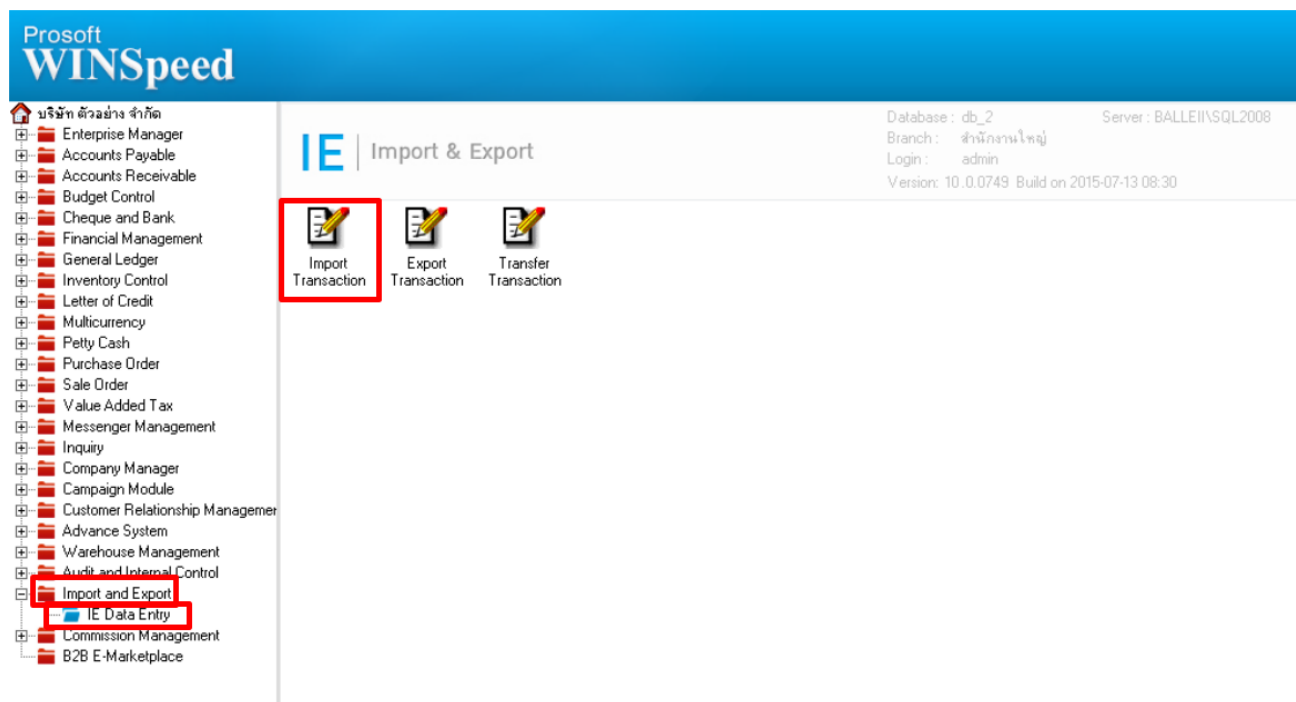 Prosoft
WINSpeed
บริษัท ตัวอย่าง จำกัด
Enterprise Manager
Accounts Payable
Accounts Receivable
Budget Control
Cheque and Bank
Financial Management
General Ledger
Inventory Control
Letter of Credit
Multicurrency
Petty Cash
Purchase Order
Sale Order
Value Added Tax
Messenger Management
Inquiry
Company Manager
Campaign Module
Customer Relationship Managemen
Advance System
Warehouse Management
Audit and Internal Control
Import and Export
IE Data Entry
Commission Management
B2B E-Marketplace
IE Import & Export
Database : db_2 Server : BALLEII\SQL2008
Branch : สำนักงานใหญ่
Login : admin
Version: 10.0.0749 Build on 2015-07-13 08:30
Import Transaction
Export Transaction
Transfer Transaction